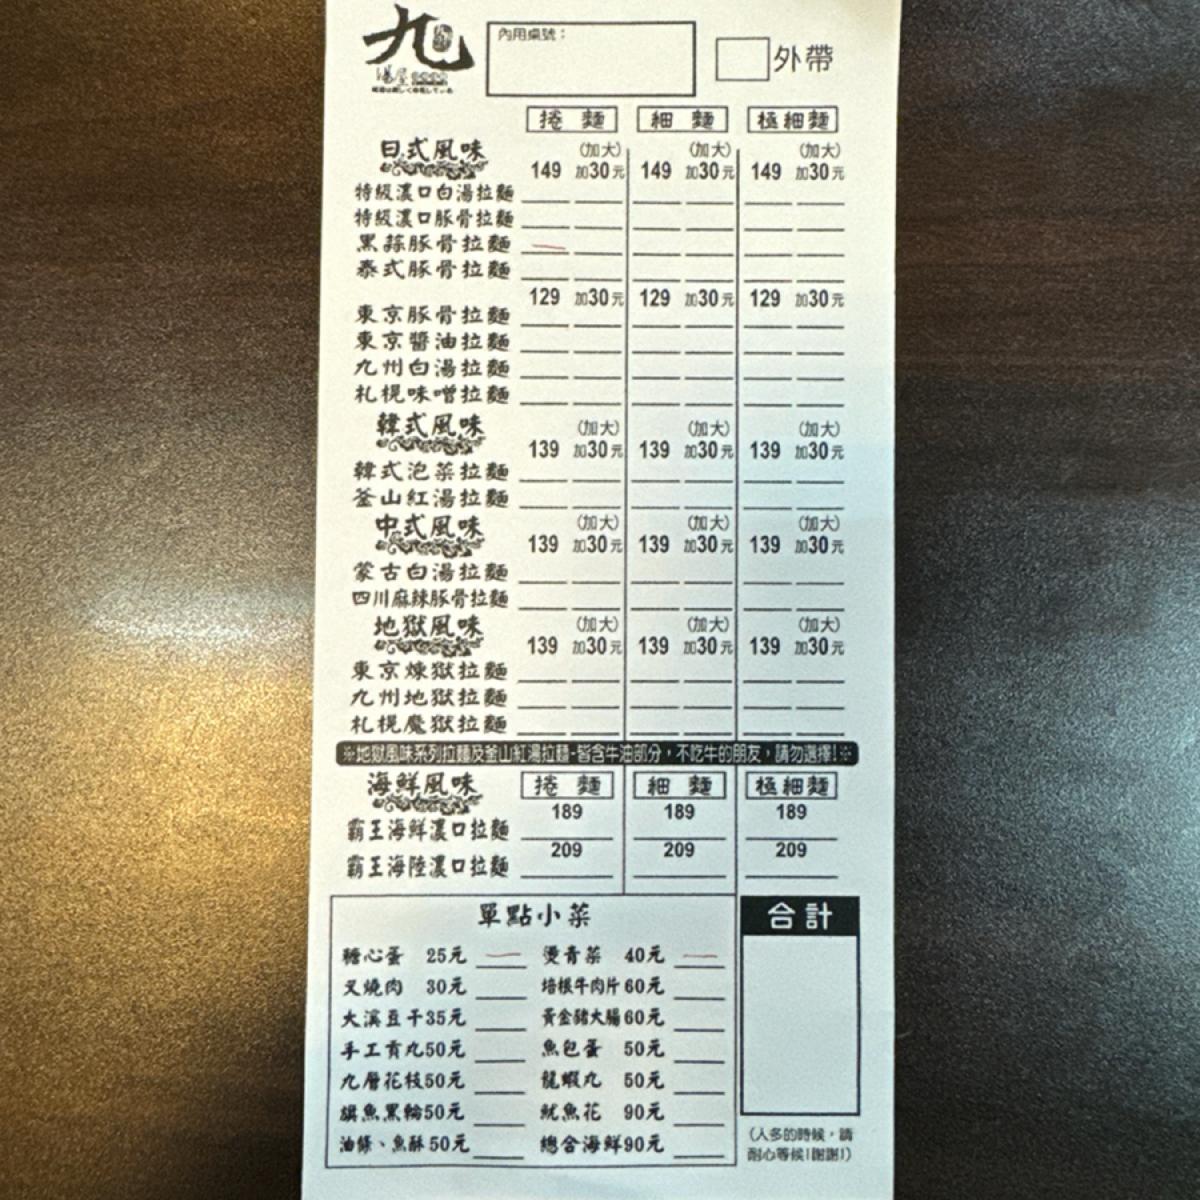 九
湯屋
內用桌號：
外帶
捲麵 細麵 極細麵
日式風味 (加大) (加大) (加大)
149 加30元 149 加30元 149 加30元
特級濃口白湯拉麵
特級濃口豚骨拉麵
黑蒜豚骨拉麵
泰式豚骨拉麵
129 加30元 129 加30元 129 加30元
東京豚骨拉麵
東京醬油拉麵
九州白湯拉麵
札幌味噌拉麵
韓式風味 (加大) (加大) (加大)
139 加30元 139 加30元 139 加30元
韓式泡菜拉麵
釜山紅湯拉麵
中式風味 (加大) (加大) (加大)
139 加30元 139 加30元 139 加30元
蒙古白湯拉麵
四川麻辣豚骨拉麵
地獄風味 (加大) (加大) (加大)
139 加30元 139 加30元 139 加30元
東京煉獄拉麵
九州地獄拉麵
札幌魔獄拉麵
※地獄風味系列拉麵及釜山紅湯拉麵-皆含牛油部分，不吃牛的朋友，請勿選擇!※
海鮮風味 捲麵 細麵 極細麵
189 189 189
霸王海鮮濃口拉麵
209 209 209
霸王海陸濃口拉麵
單點小菜
糖心蛋 25元 燙青菜 40元
叉燒肉 30元 培根牛肉片60元
大溪豆干35元 黃金豬大腸60元
手工貢丸50元 魚包蛋 50元
九層花枝50元 龍蝦丸 50元
旗魚黑輪50元 魷魚花 90元
油條、魚酥50元 總合海鮮90元
合計
(人多的時候，請
耐心等候!謝謝!)